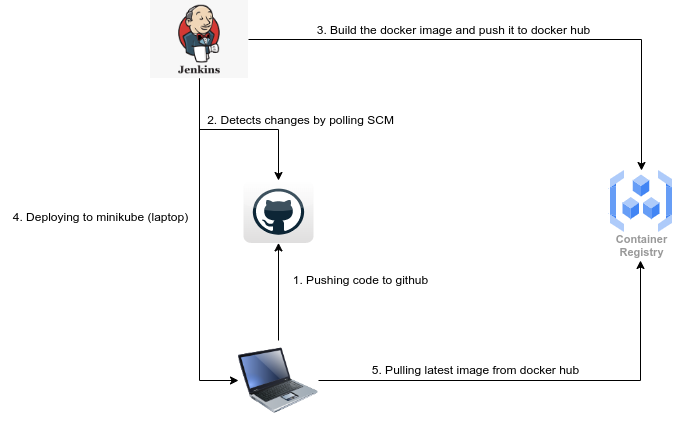 3. Build the docker image and push it to docker hub
Jenkins
2. Detects changes by polling SCM
4. Deploying to minikube (laptop)
Container
Registry
1. Pushing code to github
5. Pulling latest image from docker hub